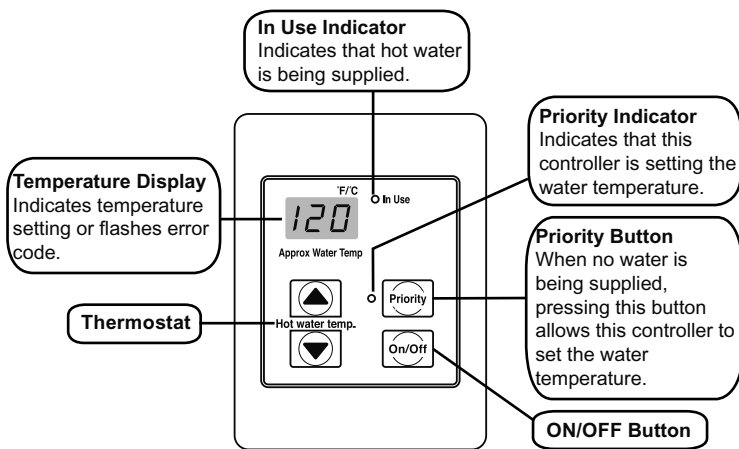 In Use Indicator
Indicates that hot water
is being supplied.
Priority Indicator
Indicates that this
controller is setting the
water temperature.
Temperature Display
Indicates temperature
setting or flashes error
code.
°F/°C
120
In Use
Approx Water Temp
Priority Button
When no water is
being supplied,
pressing this button
allows this controller to
set the water
temperature.
Priority
Thermostat
Hot water temp.
On/Off
ON/OFF Button